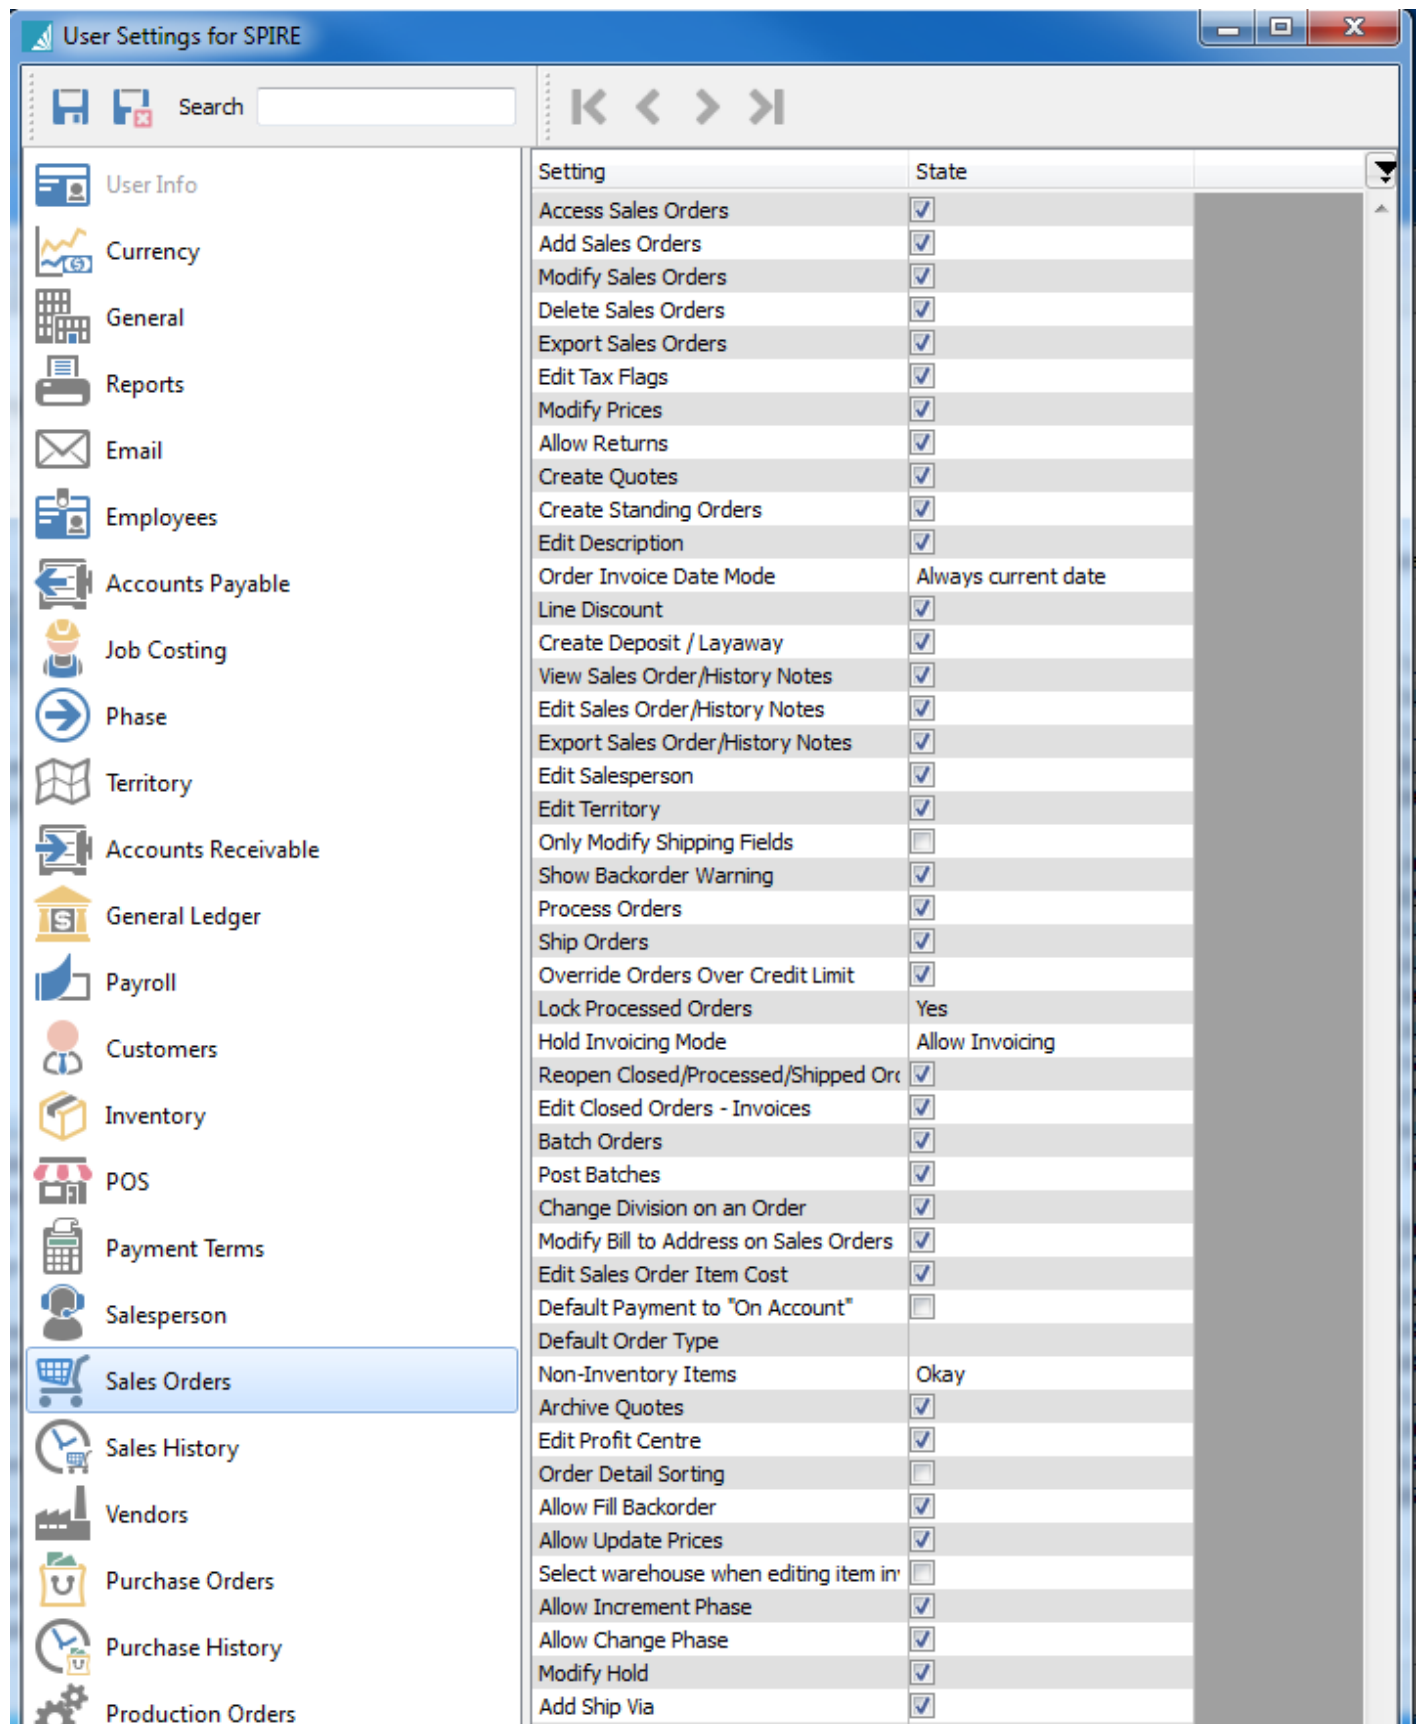 User Settings for SPIRE
Search
User Info
Currency
General
Reports
Email
Employees
Accounts Payable
Job Costing
Phase
Territory
Accounts Receivable
General Ledger
Payroll
Customers
Inventory
POS
Payment Terms
Salesperson
Sales Orders
Sales History
Vendors
Purchase Orders
Purchase History
Production Orders
Setting State
Access Sales Orders
Add Sales Orders
Modify Sales Orders
Delete Sales Orders
Export Sales Orders
Edit Tax Flags
Modify Prices
Allow Returns
Create Quotes
Create Standing Orders
Edit Description
Order Invoice Date Mode Always current date
Line Discount
Create Deposit / Layaway
View Sales Order/History Notes
Edit Sales Order/History Notes
Export Sales Order/History Notes
Edit Salesperson
Edit Territory
Only Modify Shipping Fields
Show Backorder Warning
Process Orders
Ship Orders
Override Orders Over Credit Limit
Lock Processed Orders Yes
Hold Invoicing Mode Allow Invoicing
Reopen Closed/Processed/Shipped Orc
Edit Closed Orders - Invoices
Batch Orders
Post Batches
Change Division on an Order
Modify Bill to Address on Sales Orders
Edit Sales Order Item Cost
Default Payment to "On Account"
Default Order Type
Non-Inventory Items Okay
Archive Quotes
Edit Profit Centre
Order Detail Sorting
Allow Fill Backorder
Allow Update Prices
Select warehouse when editing item in
Allow Increment Phase
Allow Change Phase
Modify Hold
Add Ship Via